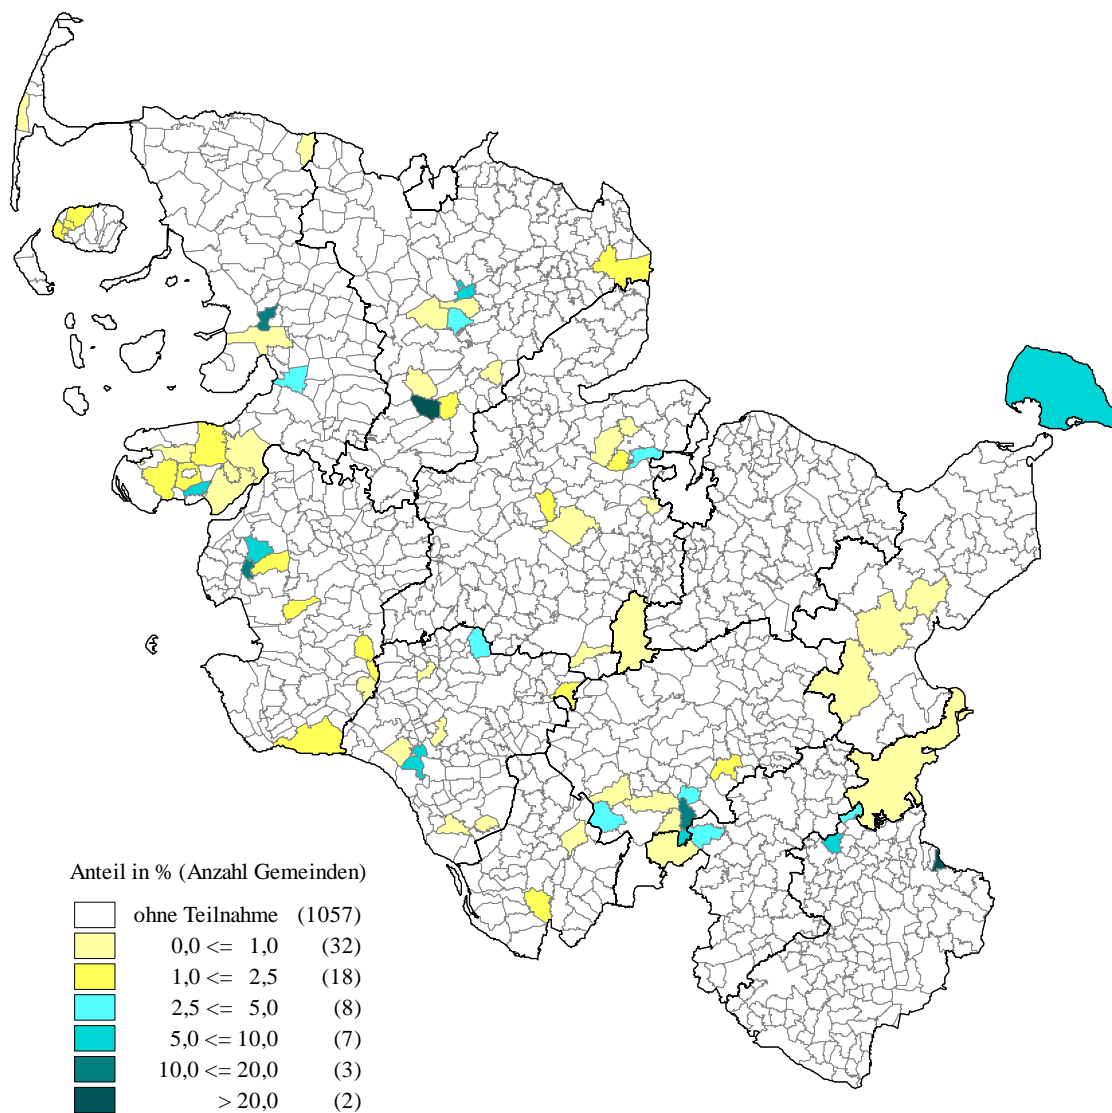 Anteil in % (Anzahl Gemeinden)
ohne Teilnahme (1057)
0,0 <= 1,0 (32)
1,0 <= 2,5 (18)
2,5 <= 5,0 (8)
5,0 <= 10,0 (7)
10,0 <= 20,0 (3)
> 20,0 (2)